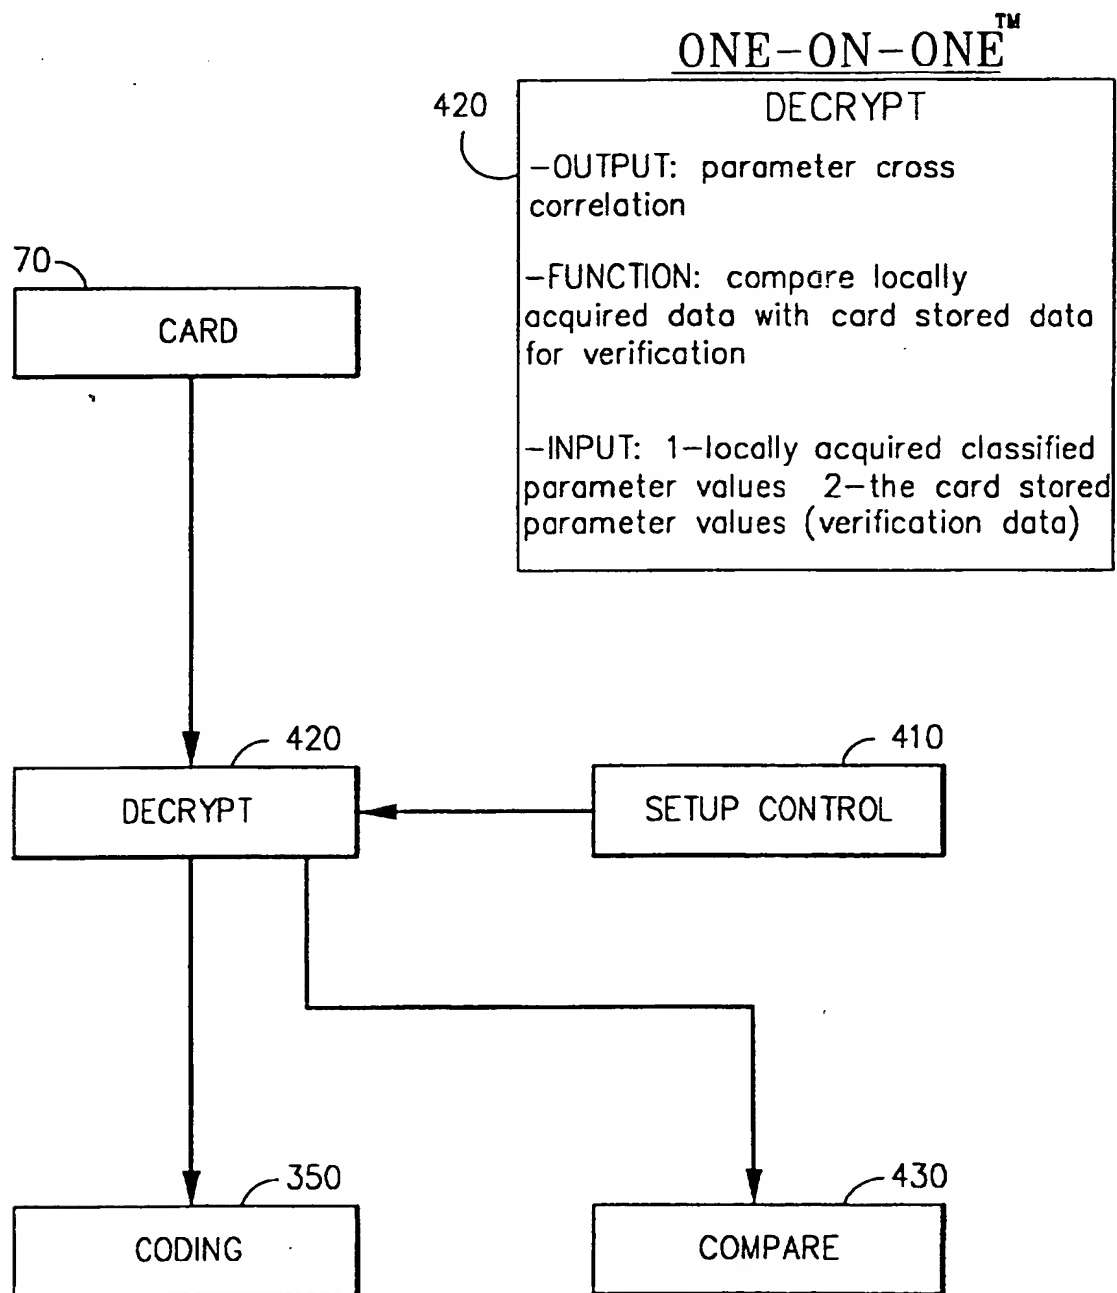 ONE-ON-ONE™
420
DECRYPT
-OUTPUT: parameter cross
correlation
-FUNCTION: compare locally
acquired data with card stored data
for verification
-INPUT: 1-locally acquired classified
parameter values 2-the card stored
parameter values (verification data)
70
CARD
420
DECRYPT
410
SETUP CONTROL
350
CODING
430
COMPARE